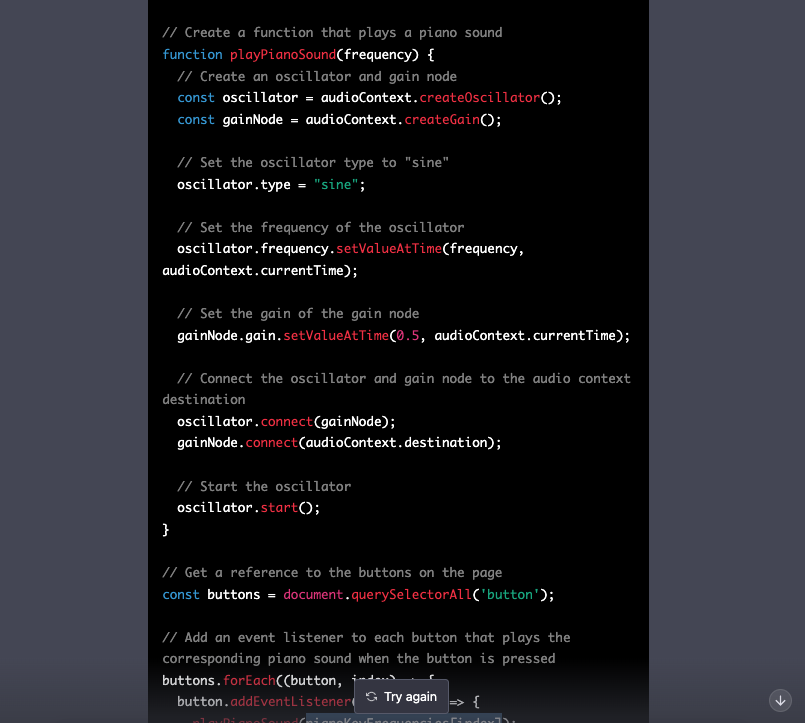 // Create a function that plays a piano sound
function playPianoSound(frequency) {
// Create an oscillator and gain node
const oscillator = audioContext.createOscillator();
const gainNode = audioContext.createGain();
// Set the oscillator type to "sine"
oscillator.type = "sine";
// Set the frequency of the oscillator
oscillator.frequency.setValueAtTime(frequency,
audioContext.currentTime);
// Set the gain of the gain node
gainNode.gain.setValueAtTime(0.5, audioContext.currentTime);
// Connect the oscillator and gain node to the audio context
destination
oscillator.connect(gainNode);
gainNode.connect(audioContext.destination);
// Start the oscillator
oscillator.start();
}
// Get a reference to the buttons on the page
const buttons = document.querySelectorAll('button');
// Add an event listener to each button that plays the
corresponding piano sound when the button is pressed
buttons.forEach((button, index) => {
button.addEventListener( => {
Try again
playPianoSound(pianoKeyFrequencies[index]);